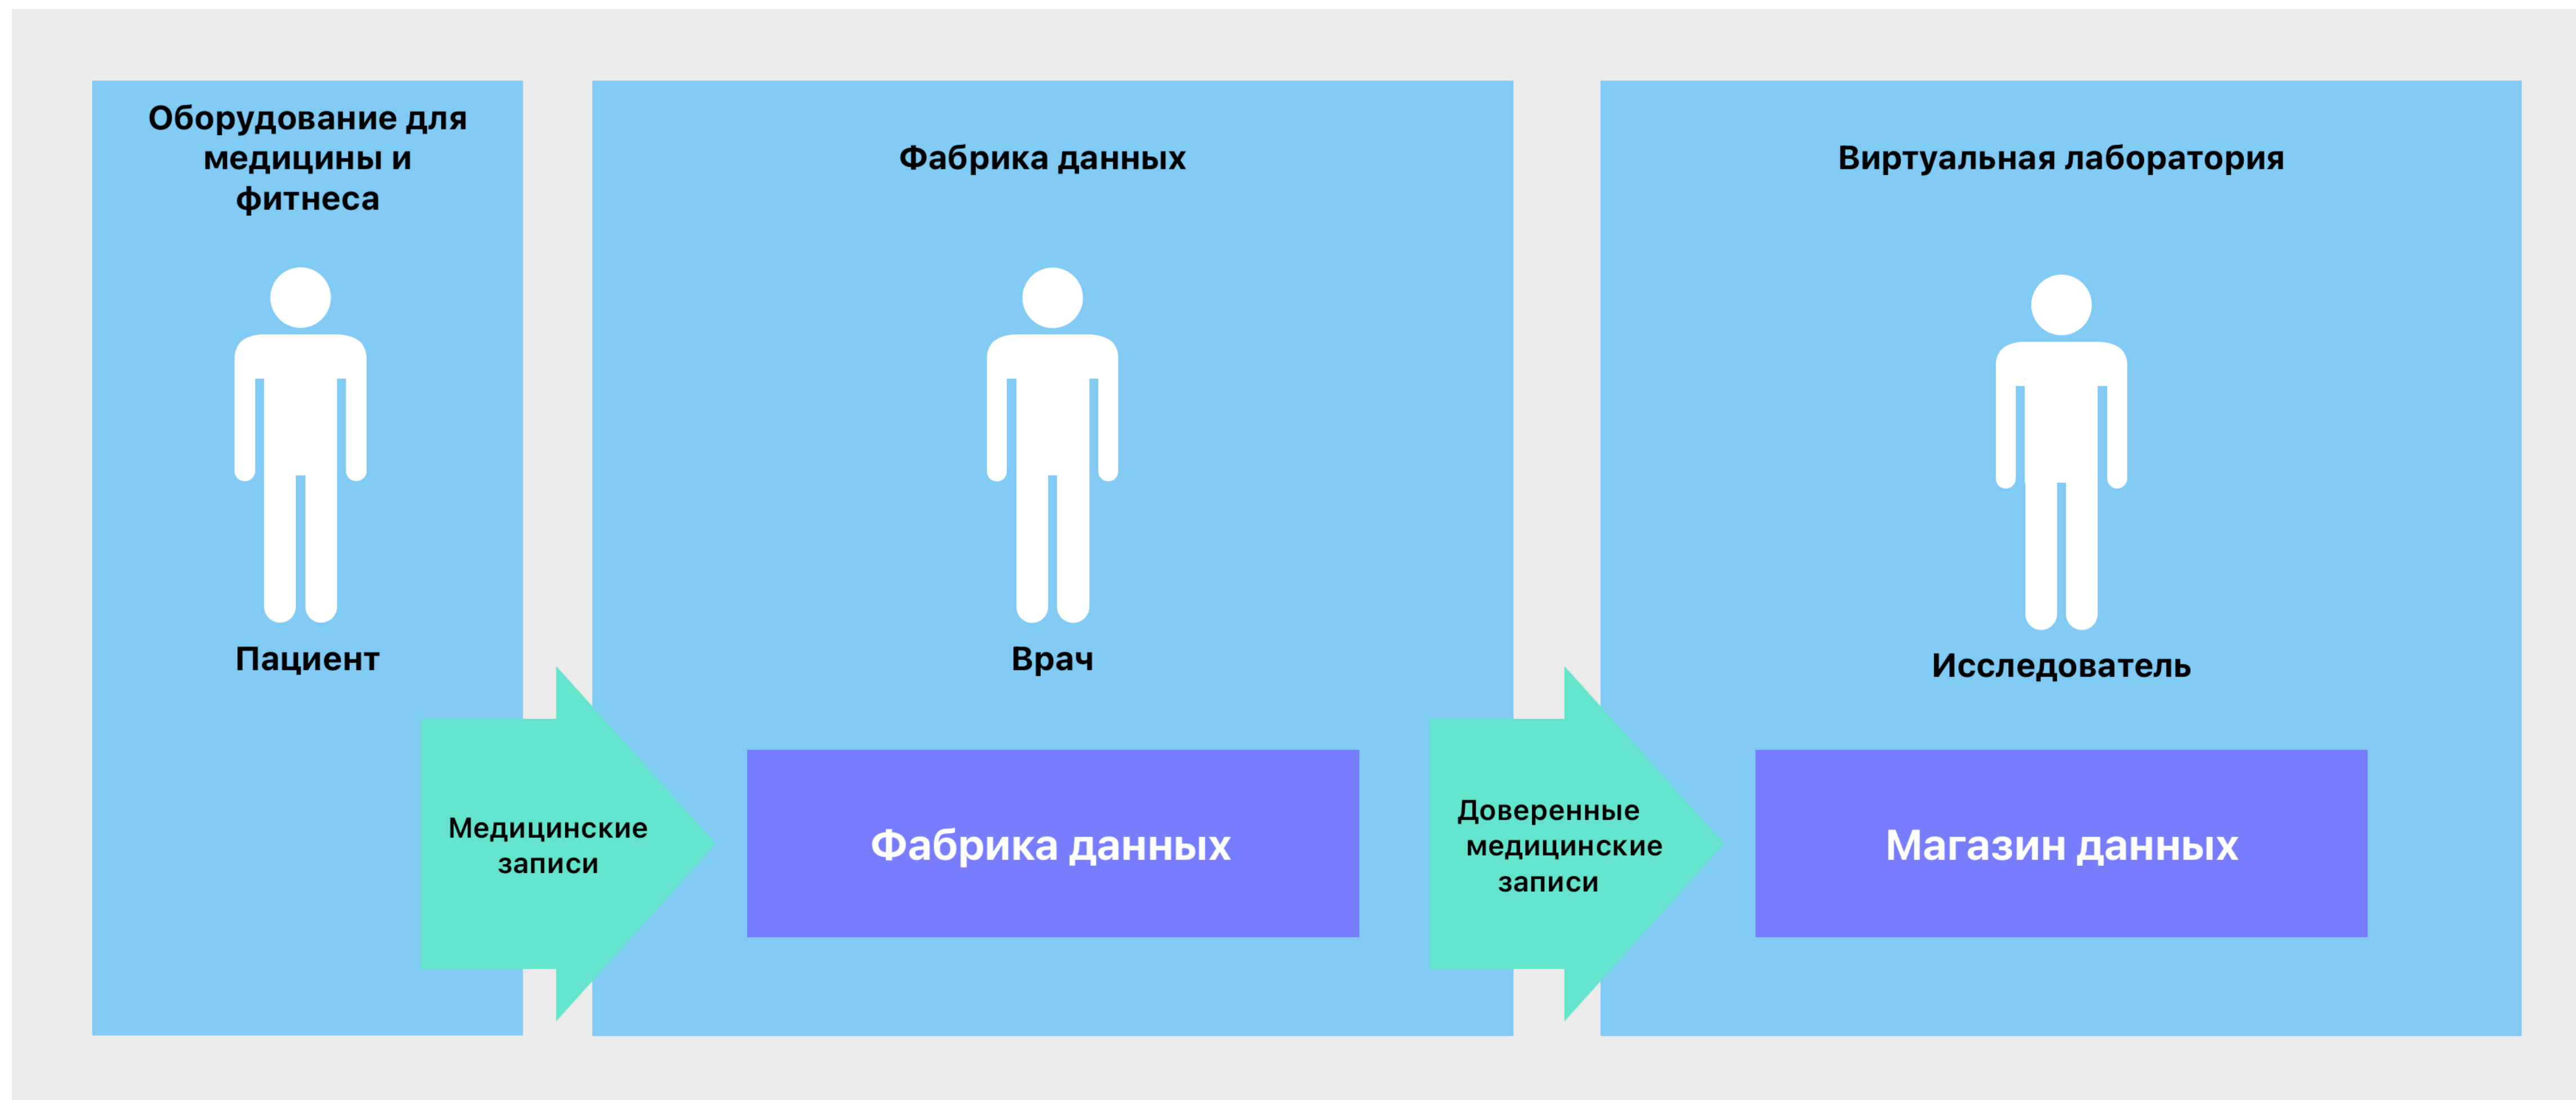 Оборудование для
медицины и
фитнеса
Пациент
Медицинские
записи
Фабрика данных
Врач
Фабрика данных
Доверенные
медицинские
записи
Виртуальная лаборатория
Исследователь
Магазин данных